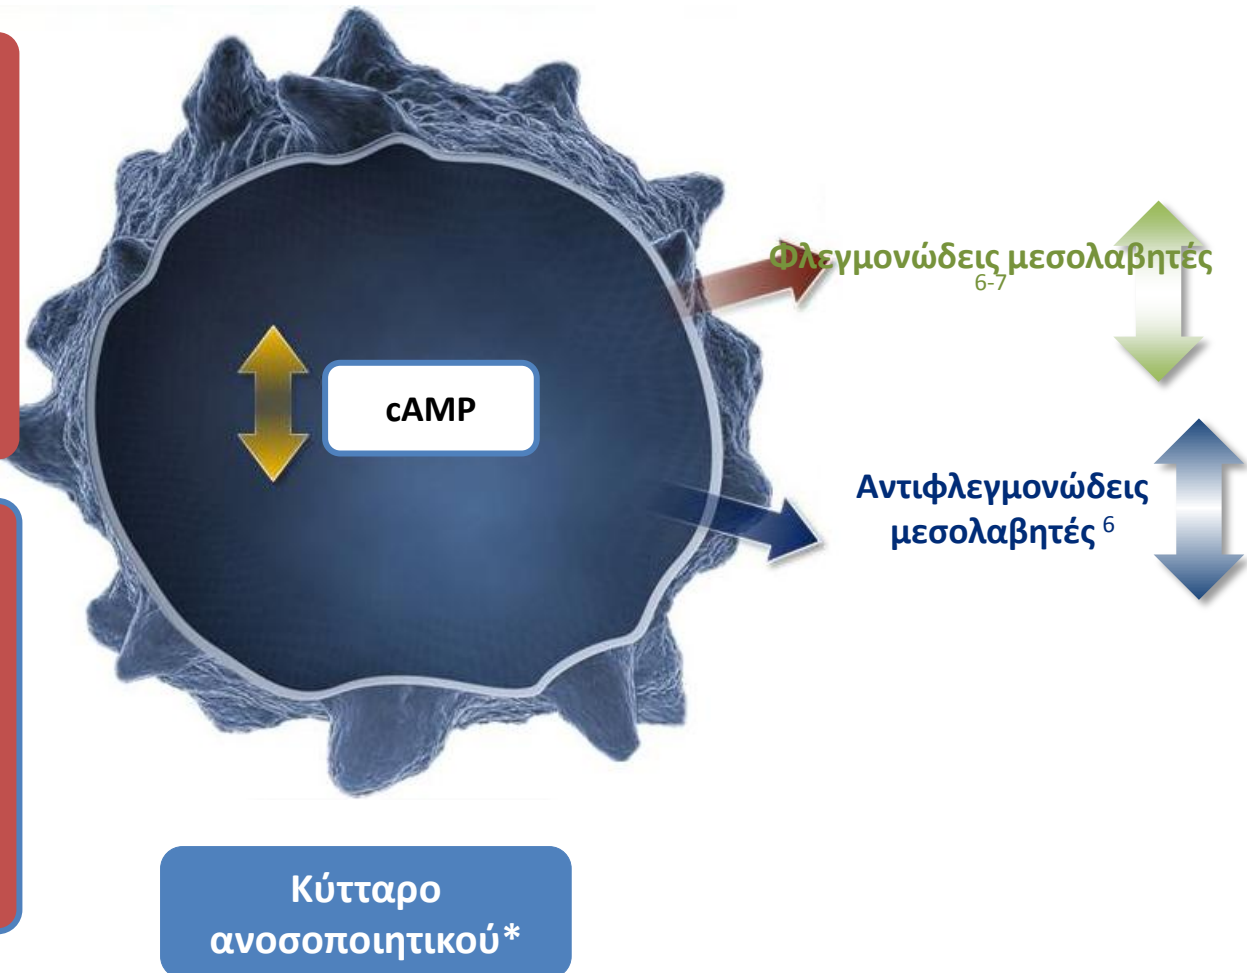 Φλεγμονώδεις μεσολαβητές
6-7
cAMP
Αντιφλεγμονώδεις
μεσολαβητές 6
Κύτταρο
ανοσοποιητικού*